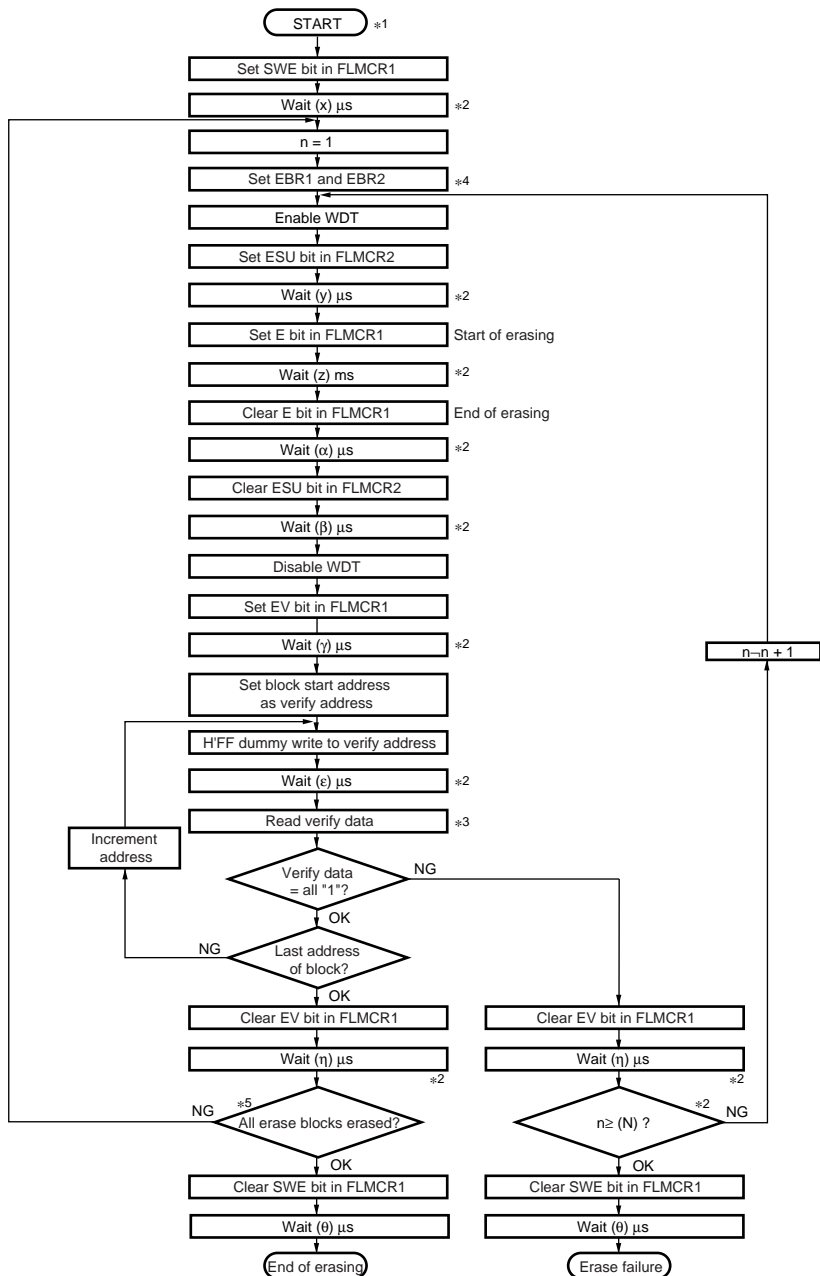 START *1
Set SWE bit in FLMCR1
Wait (x) μs *2
n = 1
Set EBR1 and EBR2 *4
Enable WDT
Set ESU bit in FLMCR2
Wait (y) μs *2
Set E bit in FLMCR1 Start of erasing
Wait (z) ms *2
Clear E bit in FLMCR1 End of erasing
Wait (α) μs *2
Clear ESU bit in FLMCR2
Wait (β) μs *2
Disable WDT
Set EV bit in FLMCR1
Wait (γ) μs *2
n¬n + 1
Set block start address
as verify address
H'FF dummy write to verify address
Wait (ε) μs *2
Read verify data *3
Increment
address
Verify data
= all "1"?
NG
OK
NG
Last address
of block?
OK
Clear EV bit in FLMCR1
Clear EV bit in FLMCR1
Wait (η) μs
Wait (η) μs
*2
*2
NG
*5
All erase blocks erased?
*2
n≥ (N) ?
NG
OK
OK
Clear SWE bit in FLMCR1
Clear SWE bit in FLMCR1
Wait (θ) μs
Wait (θ) μs
End of erasing
Erase failure